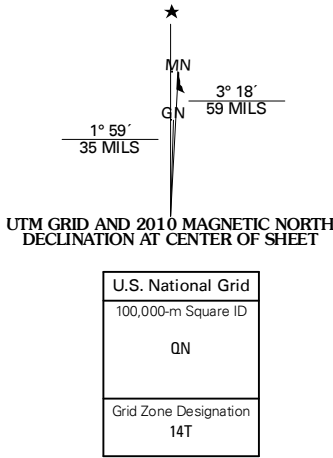 ★
MN
3° 18´
59 MILS
GN
1° 59´
35 MILS
UTM GRID AND 2010 MAGNETIC NORTH
DECLINATION AT CENTER OF SHEET
U.S. National Grid
100,000-m Square ID
QN
Grid Zone Designation
14T